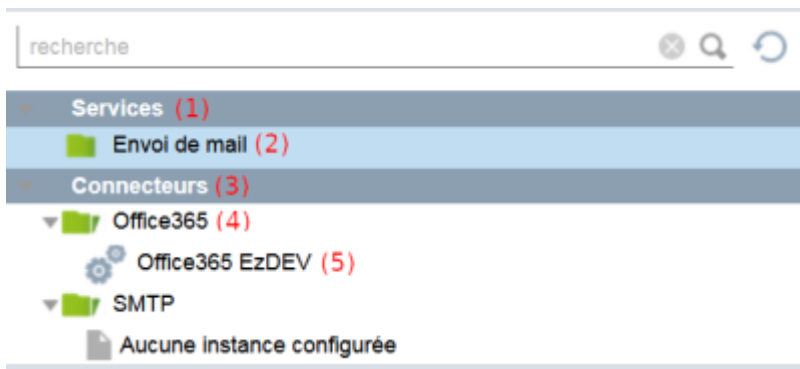 recherche
Services (1)
Envoi de mail (2)
Connecteurs (3)
Office365 (4)
Office365 EzDEV (5)
SMTP
Aucune instance configurée